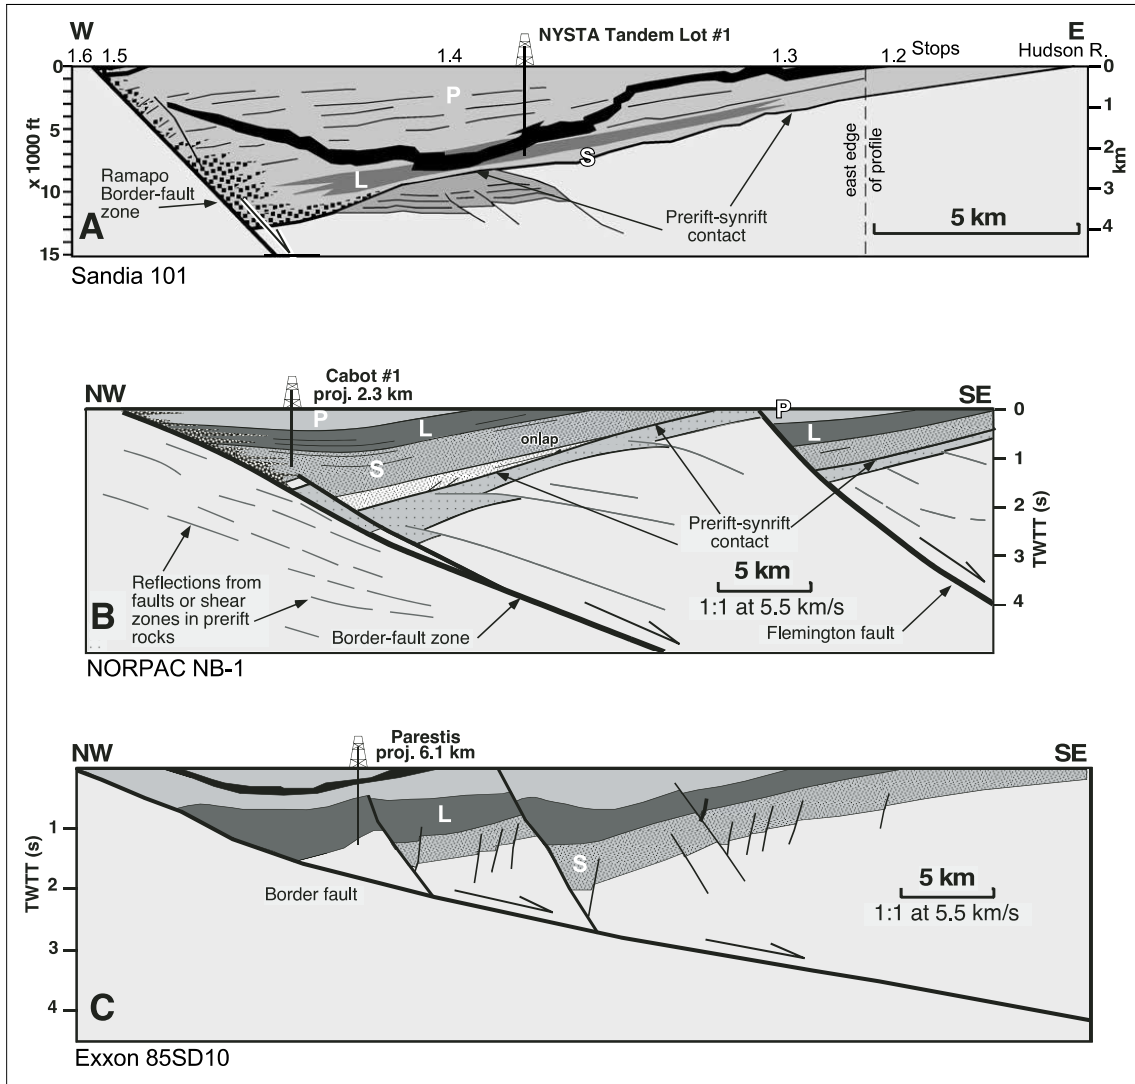 W
E
NYSTA Tandem Lot #1
1.6 1.5
1.4
1.3
1.2
Stops
Hudson R.
0
5
10
15
x 1000 ft
0
1
2
3
4
km
P
L
S
Ramapo
Border-fault
zone
Prerift-synrift
contact
east edge
of profile
5 km
A
Sandia 101
NW
SE
Cabot #1
proj. 2.3 km
P
L
S
onlap
P
L
0
1
2
3
4
TWTT (s)
Prerift-synrift
contact
5 km
1:1 at 5.5 km/s
Reflections from
faults or shear
zones in prerift
rocks
Border-fault zone
Flemington fault
B
NORPAC NB-1
NW
SE
Parestis
proj. 6.1 km
L
S
1
2
3
4
TWTT (s)
Border fault
5 km
1:1 at 5.5 km/s
C
Exxon 85SD10